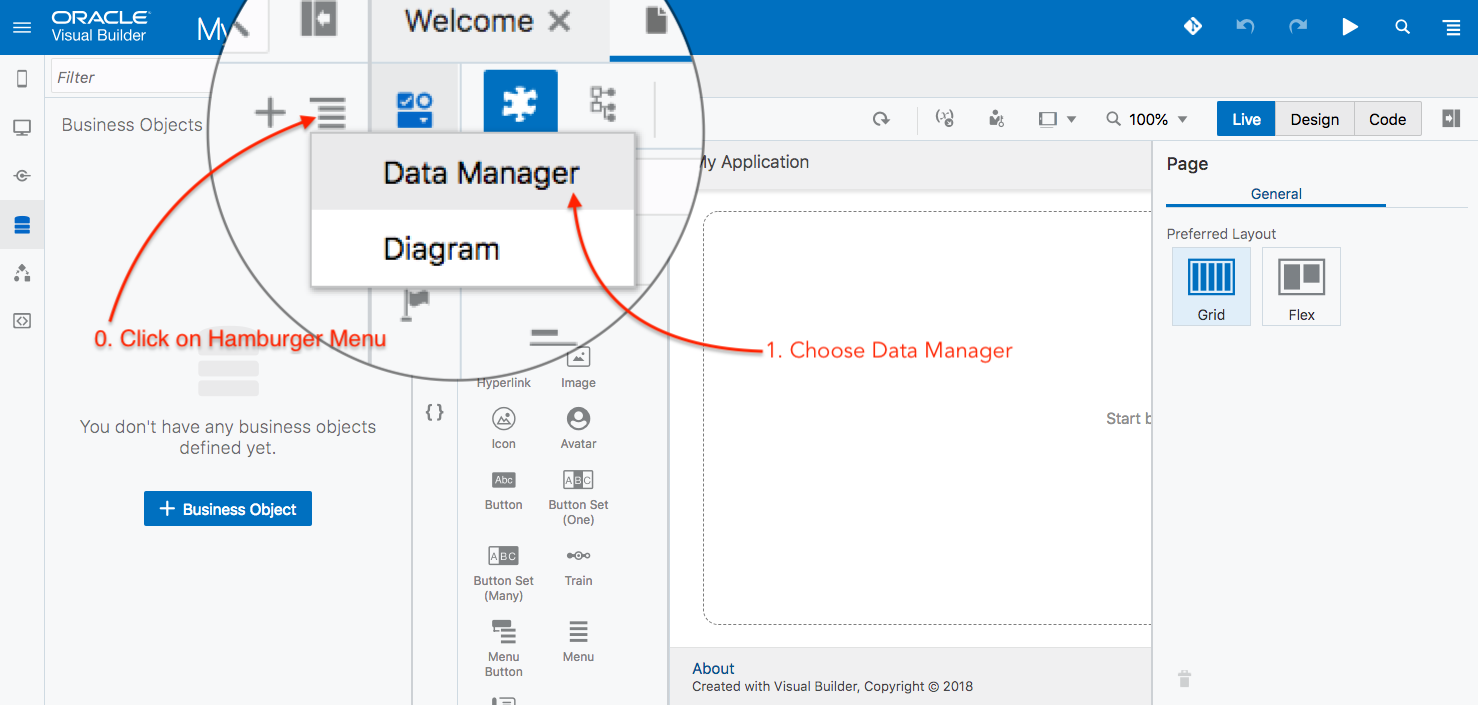 ORACLE
Visual Builder
My
Welcome
Filter
Business Objects
Data Manager
Diagram
0. Click on Hamburger Menu
1. Choose Data Manager
You don't have any business objects
defined yet.
+ Business Object
{}
Hyperlink
Image
Icon
Avatar
Abc
Button
ABC
Button Set
(One)
ABC
Button Set
(Many)
Train
Menu
Button
Menu
(x)
100%
Live
Design
Code
My Application
Start b
About
Created with Visual Builder, Copyright © 2018
Page
General
Preferred Layout
Grid
Flex